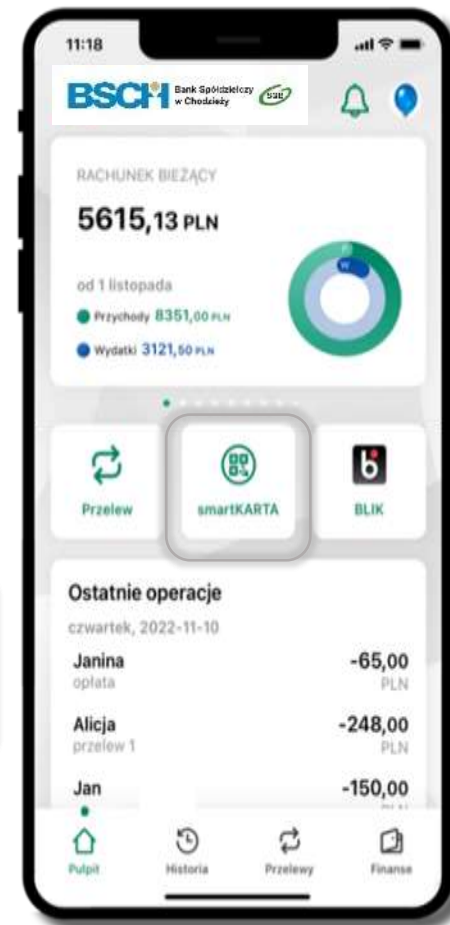 11:18
BSCH Bank Spółdzielczy
w Chodzieży
SGB
RACHUNEK BIEŻĄCY
5615,13 PLN
od 1 listopada
P
W
Przychody 8351,00 PLN
Wydatki 3121,50 PLN
Przelew
smartKARTA
BLIK
Ostatnie operacje
czwartek, 2022-11-10
Janina -65,00
opłata PLN
Alicja -248,00
przelew 1 PLN
Jan -150,00
Pulpit Historia Przelewy Finanse